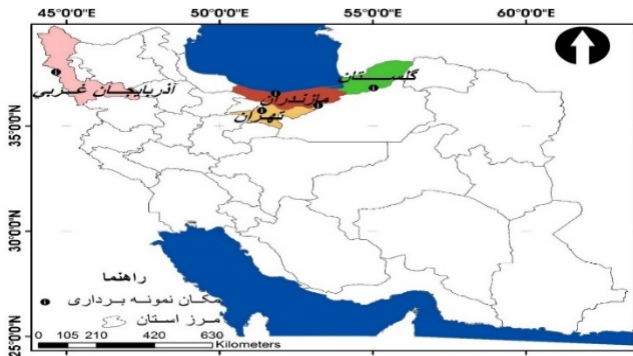 45°0'0"E 50°0'0"E 55°0'0"E 60°0'0"E
گلستان
آذربایجان غربي
مازندران
تهران
35°0'0"N
30°0'0"N
25°0'0"N
راهنما
مکان نمونه برداری
مرز استان
0 105 210 420 630
Kilometers